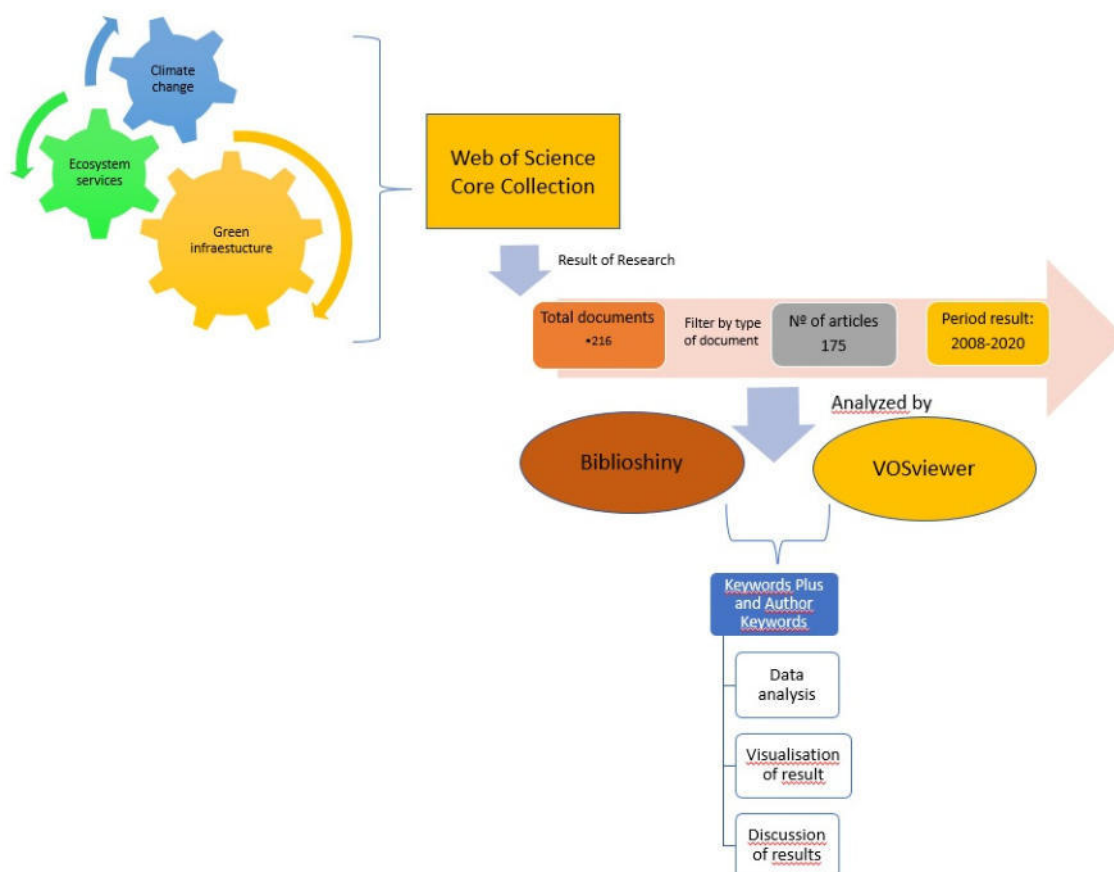 Climate
change
Ecosystem
services
Green
infraestucture
Web of Science
Core Collection
Result of Research
Total documents
•216
Filter by type
of document
Nº of articles
175
Period result:
2008-2020
Analyzed by
Biblioshiny
VOSviewer
Keywords Plus
and Author
Keywords
Data
analysis
Visualisation
of result
Discussion
of results